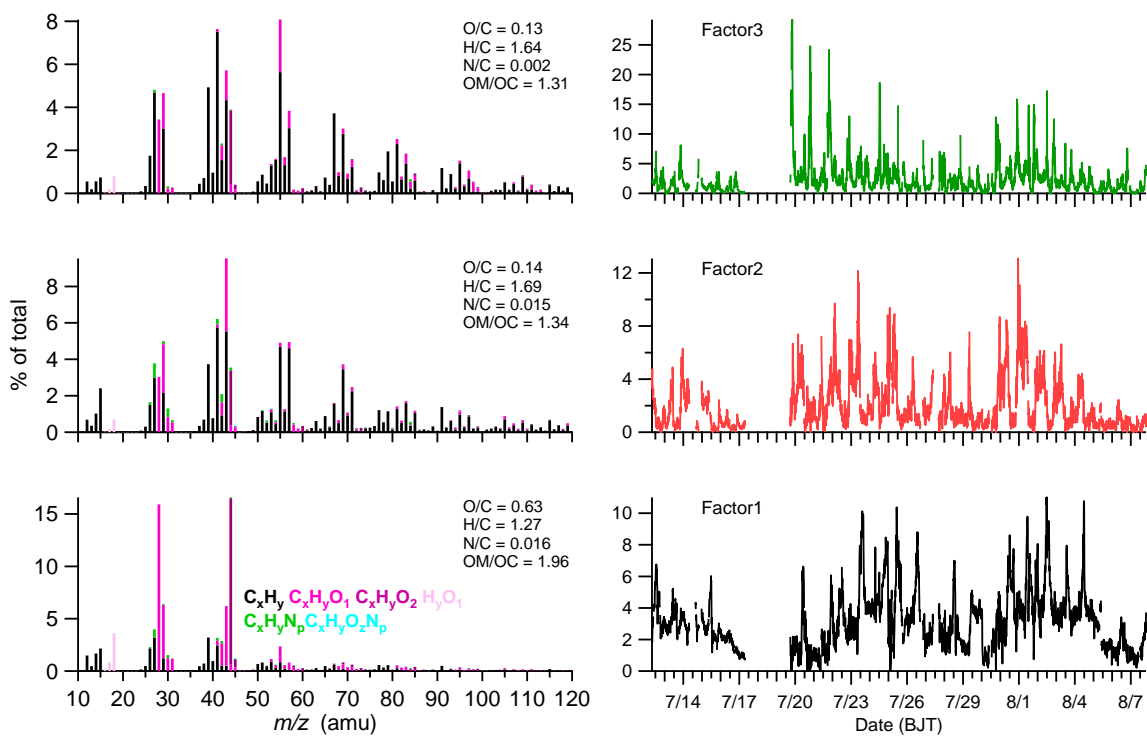 8
6
4
2
0
O/C = 0.13
H/C = 1.64
N/C = 0.002
OM/OC = 1.31
25
20
15
10
5
0
Factor3
% of total
8
6
4
2
0
O/C = 0.14
H/C = 1.69
N/C = 0.015
OM/OC = 1.34
12
8
4
0
Factor2
15
10
5
0
O/C = 0.63
H/C = 1.27
N/C = 0.016
OM/OC = 1.96
CxHy CxHyO1 CxHyO2 HyO1
CxHyNp CxHyOzNp
10 20 30 40 50 60 70 80 90 100 110 120
m/z (amu)
10
8
6
4
2
0
Factor1
7/14 7/17 7/20 7/23 7/26 7/29 8/1 8/4 8/7
Date (BJT)